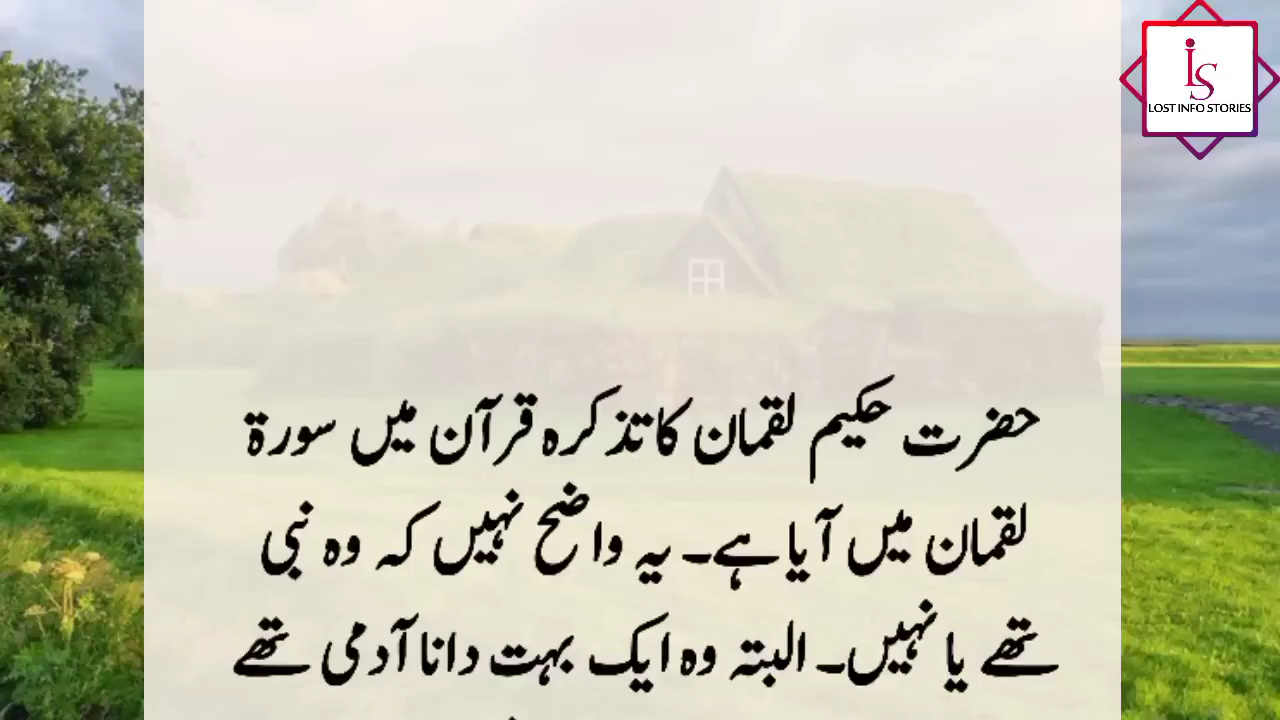 IS
LOST INFO STORIES
حضرت حکیم لقمان کا تذکرہ قرآن میں سورۃ
لقمان میں آیا ہے۔ یہ واضح نہیں کہ وہ نبی
تھے یا نہیں۔ البتہ وہ ایک بہت دانا آدمی تھے